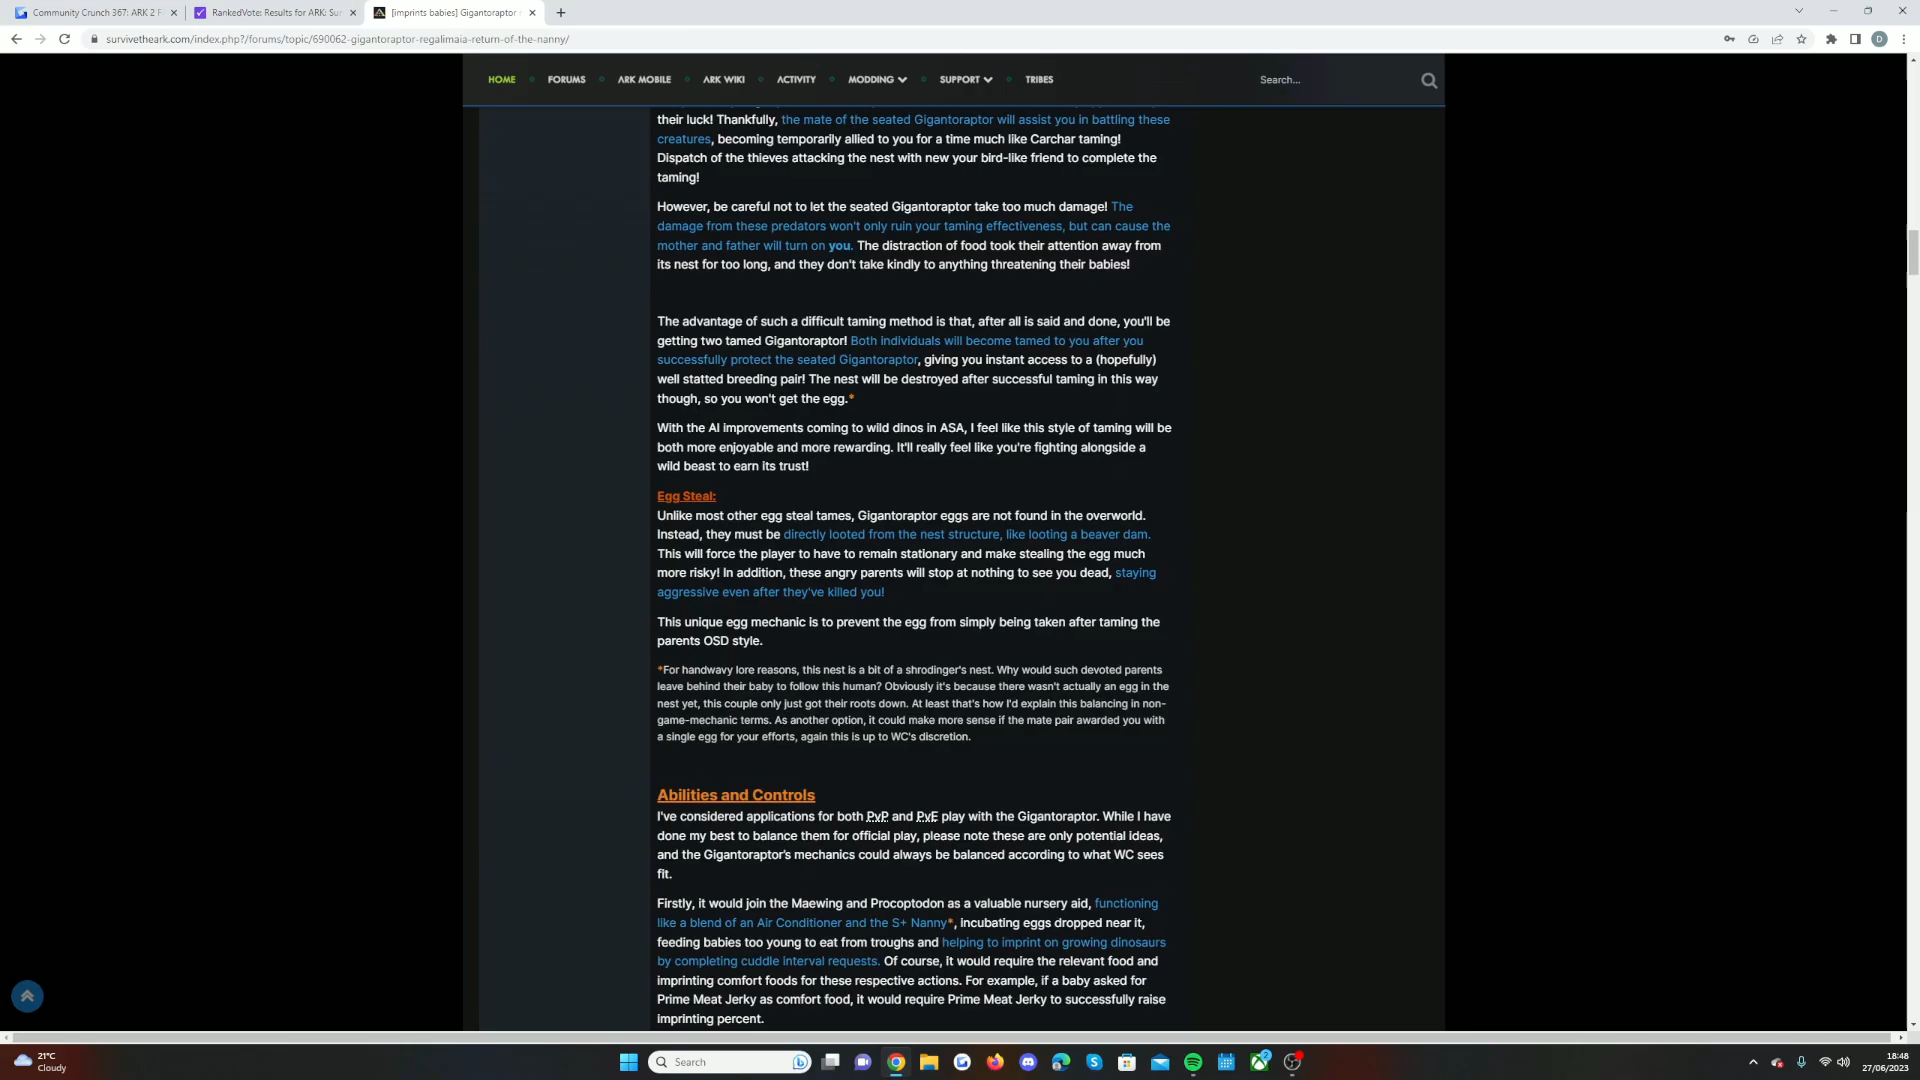 Community Crunch 367: ARK 2 F
RankedVote: Results for ARK: Sur
[imprints babies] Gigantoraptor
survivetheark.com/index.php?/forums/topic/690062-gigantoraptor-regalimaia-return-of-the-nanny/
D
HOME
FORUMS
ARK MOBILE
ARK WIKI
ACTIVITY
MODDING
SUPPORT
TRIBES
Search...
their luck! Thankfully, the mate of the seated Gigantoraptor will assist you in battling these
creatures, becoming temporarily allied to you for a time much like Carchar taming!
Dispatch of the thieves attacking the nest with new your bird-like friend to complete the
taming!
However, be careful not to let the seated Gigantoraptor take too much damage! The
damage from these predators won't only ruin your taming effectiveness, but can cause the
mother and father will turn on you. The distraction of food took their attention away from
its nest for too long, and they don't take kindly to anything threatening their babies!
The advantage of such a difficult taming method is that, after all is said and done, you'll be
getting two tamed Gigantoraptor! Both individuals will become tamed to you after you
successfully protect the seated Gigantoraptor, giving you instant access to a (hopefully)
well statted breeding pair! The nest will be destroyed after successful taming in this way
though, so you won't get the egg.*
With the AI improvements coming to wild dinos in ASA, I feel like this style of taming will be
both more enjoyable and more rewarding. It'll really feel like you're fighting alongside a
wild beast to earn its trust!
Egg Steal:
Unlike most other egg steal tames, Gigantoraptor eggs are not found in the overworld.
Instead, they must be directly looted from the nest structure, like looting a beaver dam.
This will force the player to have to remain stationary and make stealing the egg much
more risky! In addition, these angry parents will stop at nothing to see you dead, staying
aggressive even after they've killed you!
This unique egg mechanic is to prevent the egg from simply being taken after taming the
parents OSD style.
*For handwavy lore reasons, this nest is a bit of a shrodinger's nest. Why would such devoted parents
leave behind their baby to follow this human? Obviously it's because there wasn't actually an egg in the
nest yet, this couple only just got their roots down. At least that's how I'd explain this balancing in non-
game-mechanic terms. As another option, it could make more sense if the mate pair awarded you with
a single egg for your efforts, again this is up to WC's discretion.
Abilities and Controls
I've considered applications for both PvP and PvE play with the Gigantoraptor. While I have
done my best to balance them for official play, please note these are only potential ideas,
and the Gigantoraptor's mechanics could always be balanced according to what WC sees
fit.
Firstly, it would join the Maewing and Procoptodon as a valuable nursery aid, functioning
like a blend of an Air Conditioner and the S+ Nanny*, incubating eggs dropped near it,
feeding babies too young to eat from troughs and helping to imprint on growing dinosaurs
by completing cuddle interval requests. Of course, it would require the relevant food and
imprinting comfort foods for these respective actions. For example, if a baby asked for
Prime Meat Jerky as comfort food, it would require Prime Meat Jerky to successfully raise
imprinting percent.
21°C
Cloudy
Search
2
18:48
27/06/2023